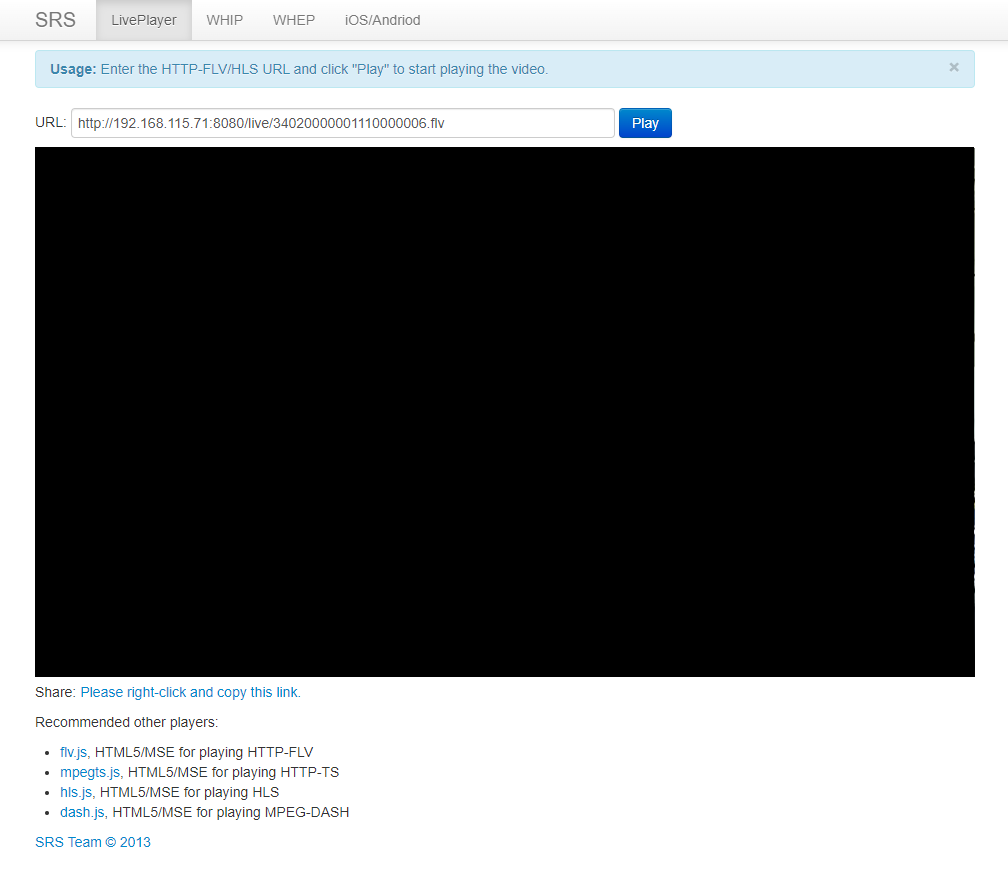 SRS LivePlayer WHIP WHEP iOS/Andriod
Usage: Enter the HTTP-FLV/HLS URL and click "Play" to start playing the video. ×
URL: http://192.168.115.71:8080/live/34020000001110000006.flv Play
Share: Please right-click and copy this link.
Recommended other players:
• flv.js, HTML5/MSE for playing HTTP-FLV
• mpegts.js, HTML5/MSE for playing HTTP-TS
• hls.js, HTML5/MSE for playing HLS
• dash.js, HTML5/MSE for playing MPEG-DASH
SRS Team © 2013